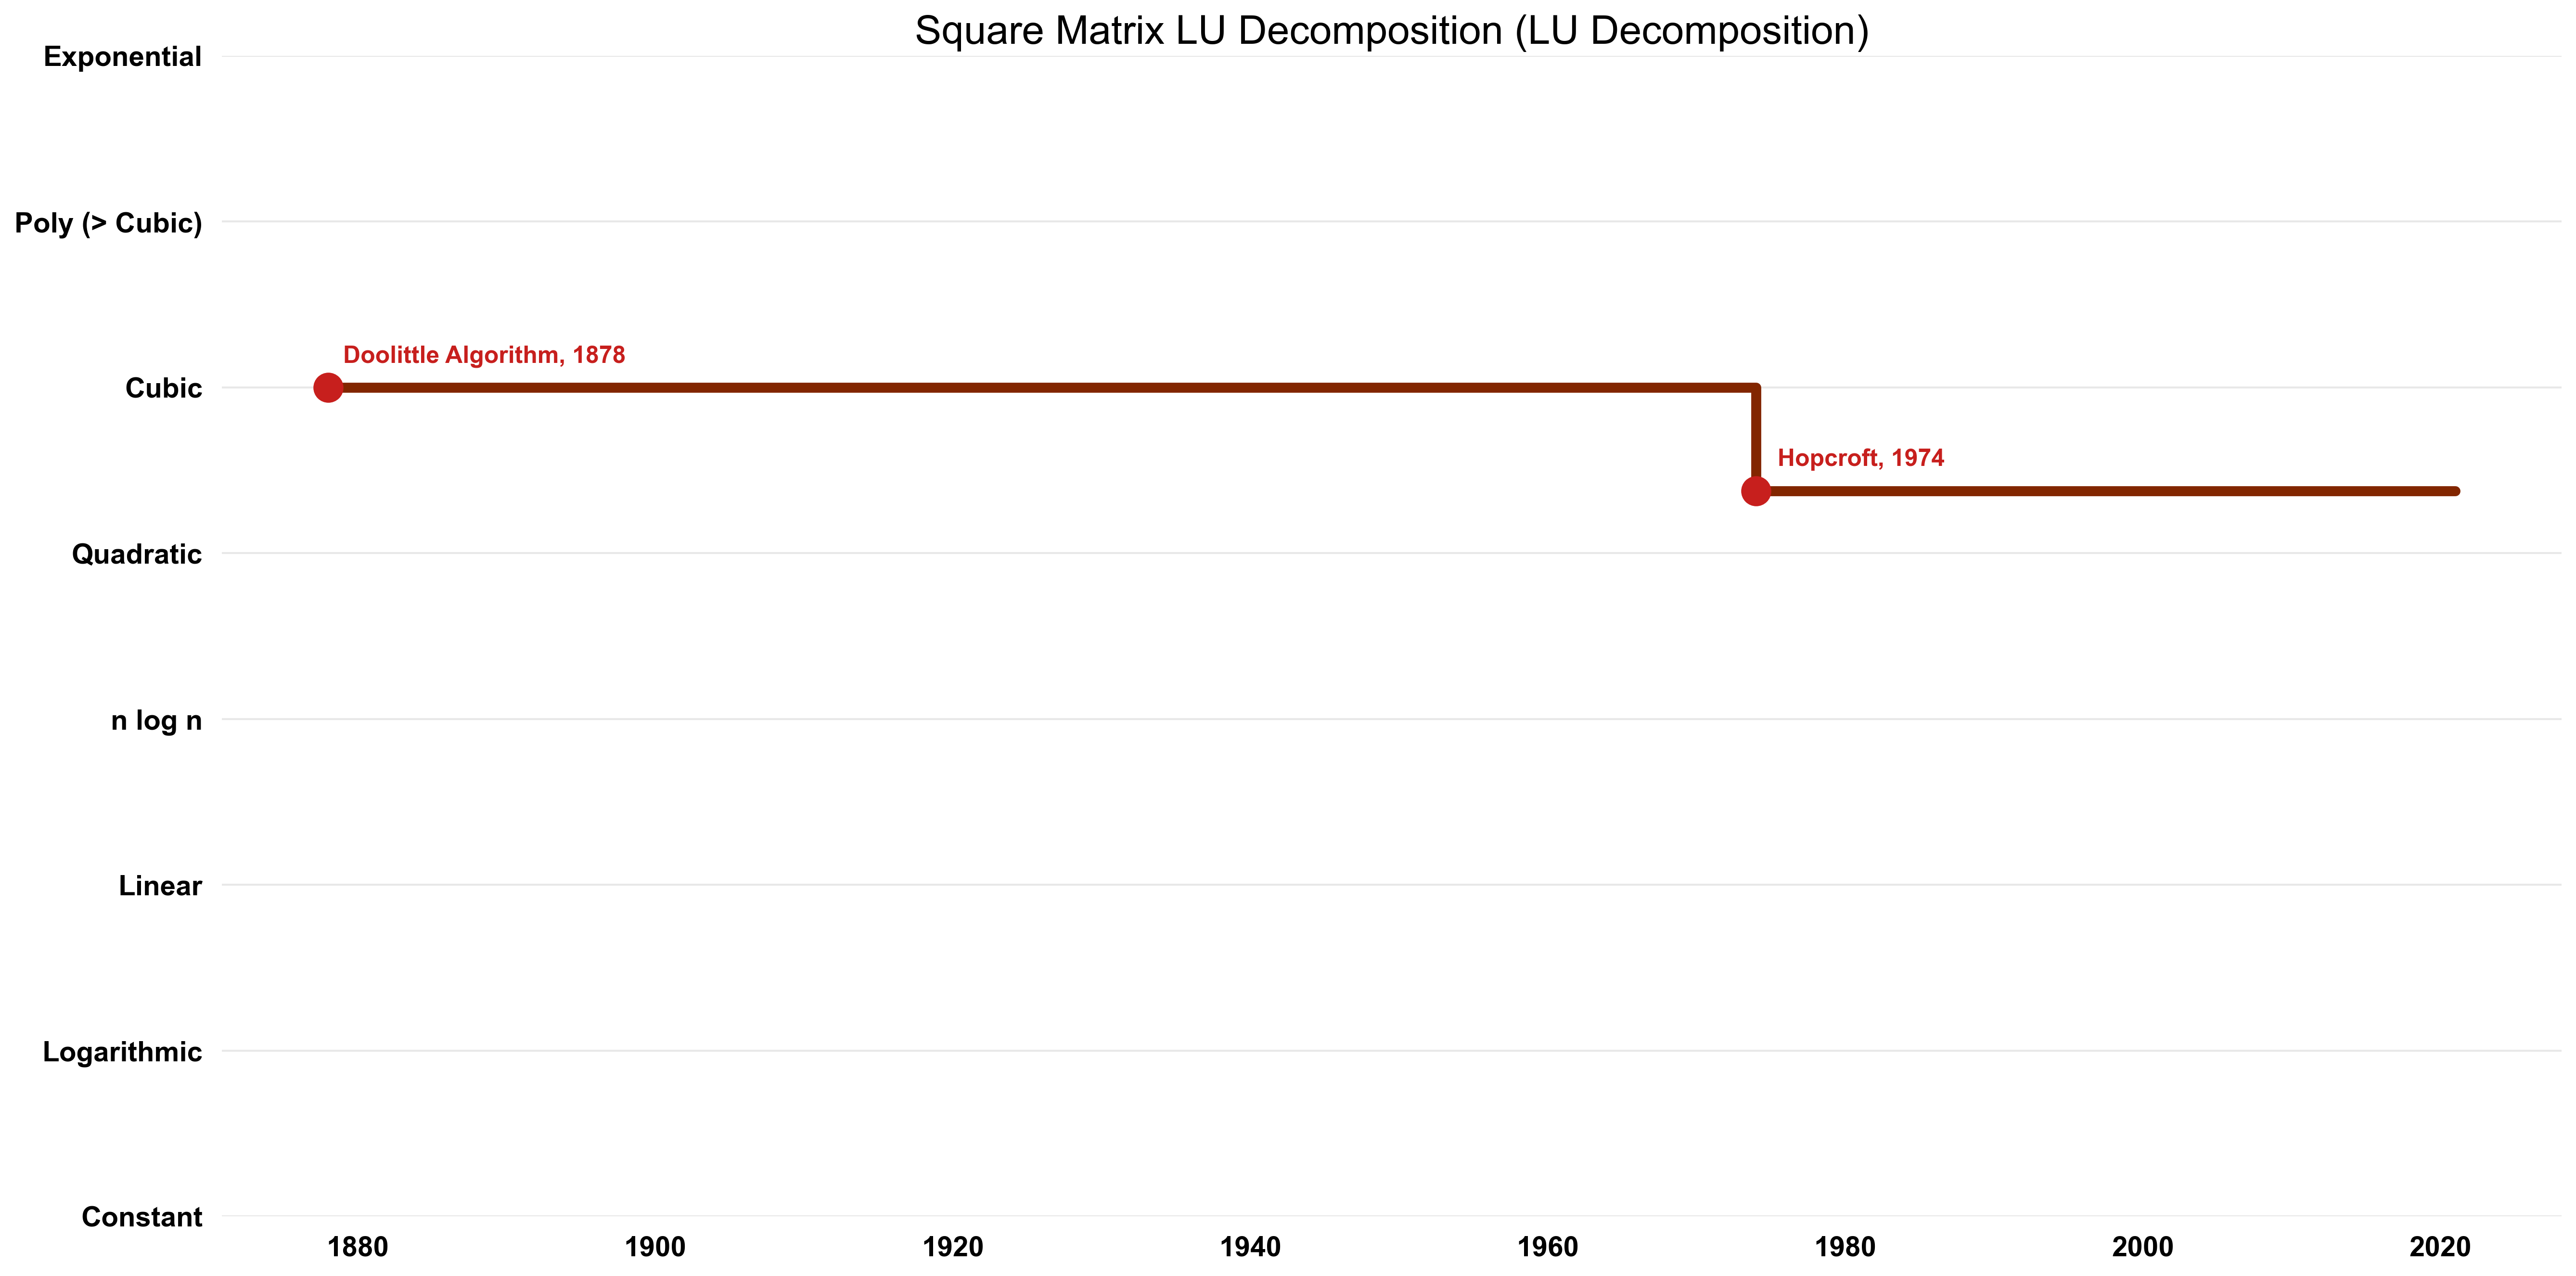 Square Matrix LU Decomposition (LU Decomposition)
Exponential
Poly (> Cubic)
Doolittle Algorithm, 1878
Cubic
Hopcroft, 1974
Quadratic
n log n
Linear
Logarithmic
Constant
1880 1900 1920 1940 1960 1980 2000 2020